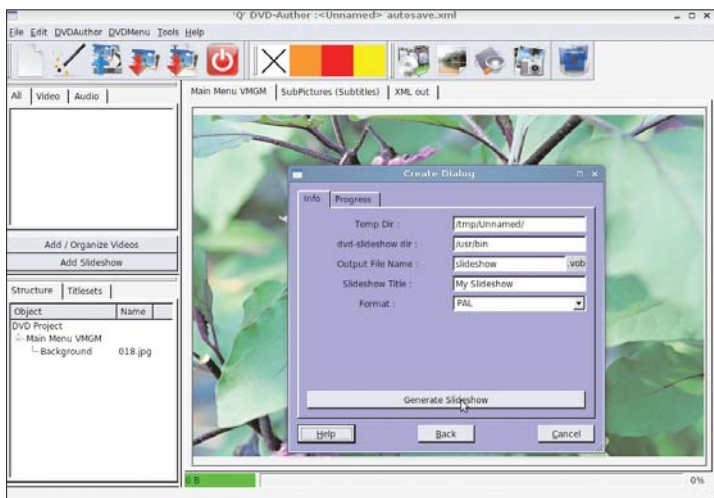 'Q' DVD-Author :<Unnamed> autosave.xml
File Edit DVDAuthor DVDMenu Tools Help
All Video Audio
Main Menu VMGM SubPictures (Subtitles) XML out
Create Dialog
Info Progress
Temp Dir : /tmp/Unnamed/
dvd-slideshow dir : /usr/bin
Output File Name : slideshow .vob
Slideshow Title : My Slideshow
Format : PAL
Generate Slideshow
Help Back Cancel
Add / Organize Videos
Add Slideshow
Structure Titlesets
Object Name
DVD Project
Main Menu VMGM
Background 018.jpg
0 B 0%